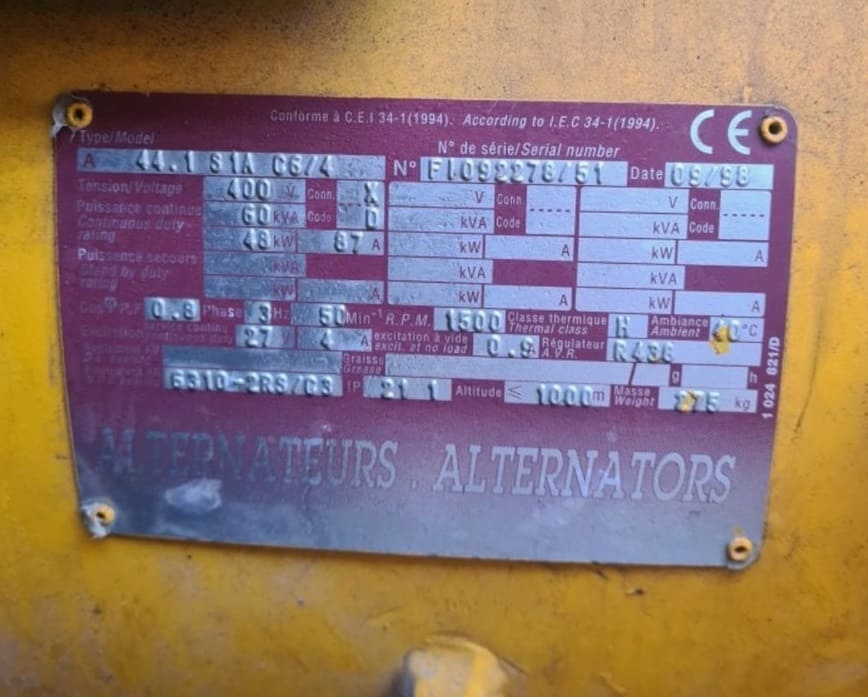 Conforme à C.E.I 34-1(1994). According to I.E.C 34-1(1994). CE
Type/Model N° de série/Serial number
A 44.1 S1A C6/4 N° FL092278/51 Date 09/98
Tension/Voltage 400 V Conn. X V Conn. V Conn.
Puissance continue 60 kVA Code D kVA Code kVA Code
Continuous duty
rating 48 kW 87 A kW A kW A
Puissance secours kVA kVA kVA
Stand by duty
rating kW A kW A kW A
Cos P.F 0.8 Phase 3 Hz 50 Min-1 R.P.M. 1500 Classe thermique H Ambiance 40°C
Thermal class Ambient
Excitation 27 V 4 A excitation à vide 0.9 Régulateur R438
excit. at no load A.V.R.
Graisse g h
Grease
6310-2RS/C3 IP 21 1 Altitude ≤ 1000 m Masse 275 kg
Weight
1 024 621/D
ALTERNATEURS . ALTERNATORS